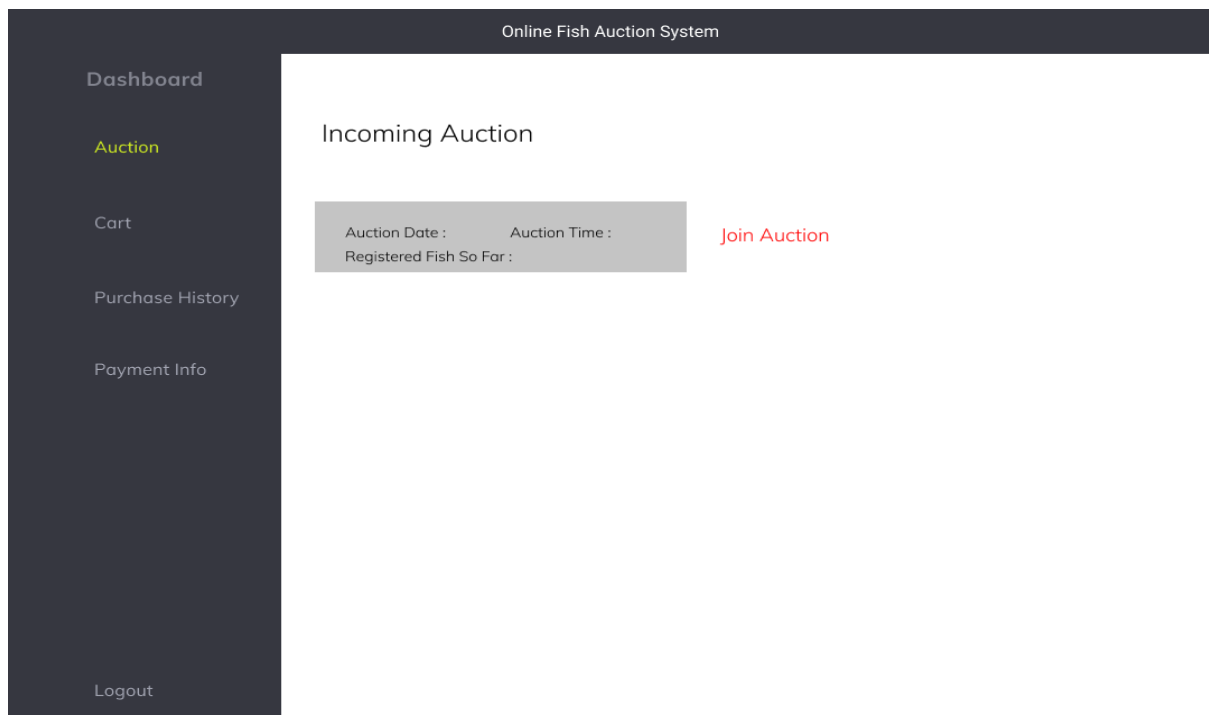 Online Fish Auction System
Dashboard
Auction
Cart
Purchase History
Payment Info
Logout
Incoming Auction
Auction Date : Auction Time :
Registered Fish So Far :
Join Auction